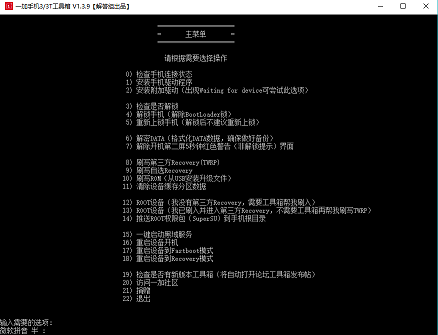 一加手机3/3T工具箱 V1.3.9【解答组出品】
主菜单
请根据需要选择操作
0) 检查手机连接状态
1) 安装手机驱动程序
2) 安装附加驱动（出现Waiting for device可尝试此选项）
3) 检查是否解锁
4) 解锁手机（解除BootLoader锁）
5) 重新上锁手机（解锁后不建议重新上锁）
6) 解密DATA（格式化DATA数据，确保做好备份）
7) 解除开机第二屏5秒钟红色警告（非解锁提示）界面
8) 刷写第三方Recovery(TWRP)
9) 刷写自选Recovery
10) 刷写ROM（从USB安装升级文件）
11) 清除设备缓存分区数据
12) ROOT设备（我没有第三方Recovery，需要工具箱帮我刷入）
13) ROOT设备（我已刷入并进入第三方Recovery，不需要工具箱再帮我刷写TWRP）
14) 推送ROOT权限包（SuperSU）到手机根目录
15) 一键启动黑域服务
16) 重启设备开机
17) 重启设备到Fastboot模式
18) 重启设备到Recovery模式
19) 检查是否有新版本工具箱（将自动打开论坛工具箱发布帖）
20) 访问一加社区
21) 捐赠
22) 退出
输入需要的选项:
微软拼音 半 :